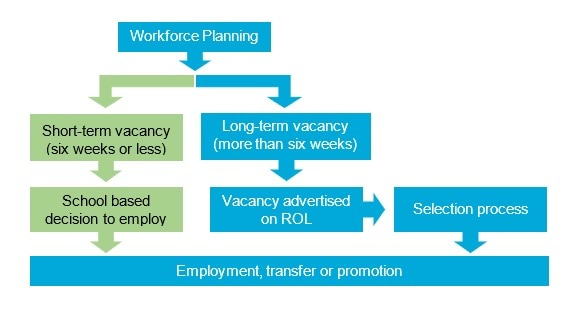 Workforce Planning
Short-term vacancy
(six weeks or less)
Long-term vacancy
(more than six weeks)
School based
decision to employ
Vacancy advertised
on ROL
Selection process
Employment, transfer or promotion